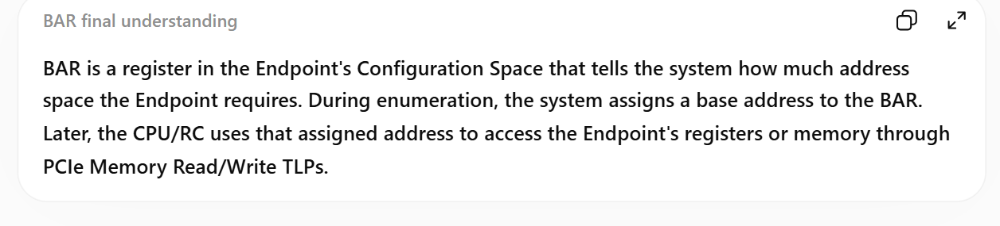 BAR final understanding
BAR is a register in the Endpoint's Configuration Space that tells the system how much address
space the Endpoint requires. During enumeration, the system assigns a base address to the BAR.
Later, the CPU/RC uses that assigned address to access the Endpoint's registers or memory through
PCIe Memory Read/Write TLPs.